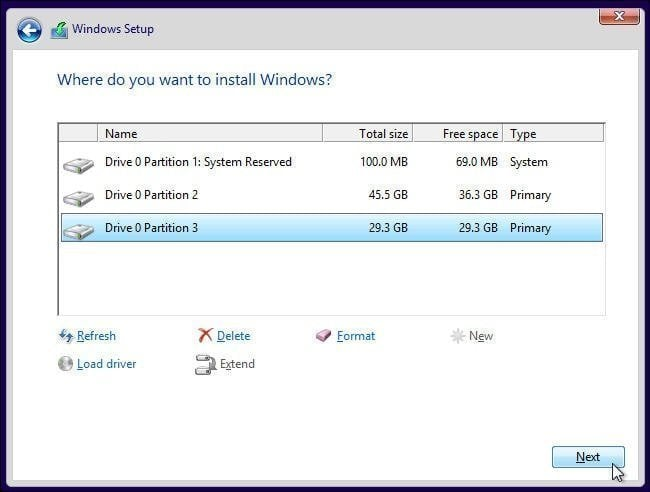 Windows Setup
Where do you want to install Windows?
Name Total size Free space Type
Drive 0 Partition 1: System Reserved 100.0 MB 69.0 MB System
Drive 0 Partition 2 45.5 GB 36.3 GB Primary
Drive 0 Partition 3 29.3 GB 29.3 GB Primary
Refresh Delete Format New
Load driver Extend
Next